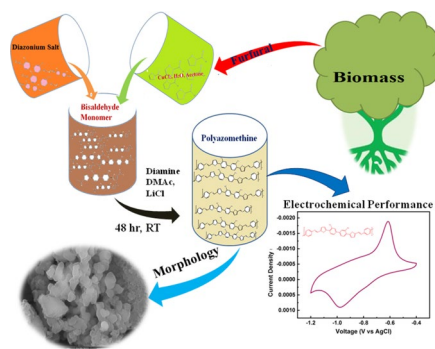 Diazonium Salt
CuCl2, H2O, Acetone
Furfural
Biomass
Bisaldehyde
Monomer
Diamine
DMAc,
LiCl
48 hr, RT
Polyazomethine
Morphology
Electrochemical Performance
-0.0020
-0.0015
-0.0010
-0.0005
0.0000
0.0005
0.0010
Current Density
-1.2
-1.0
-0.8
-0.6
-0.4
Voltage (V vs AgCl)